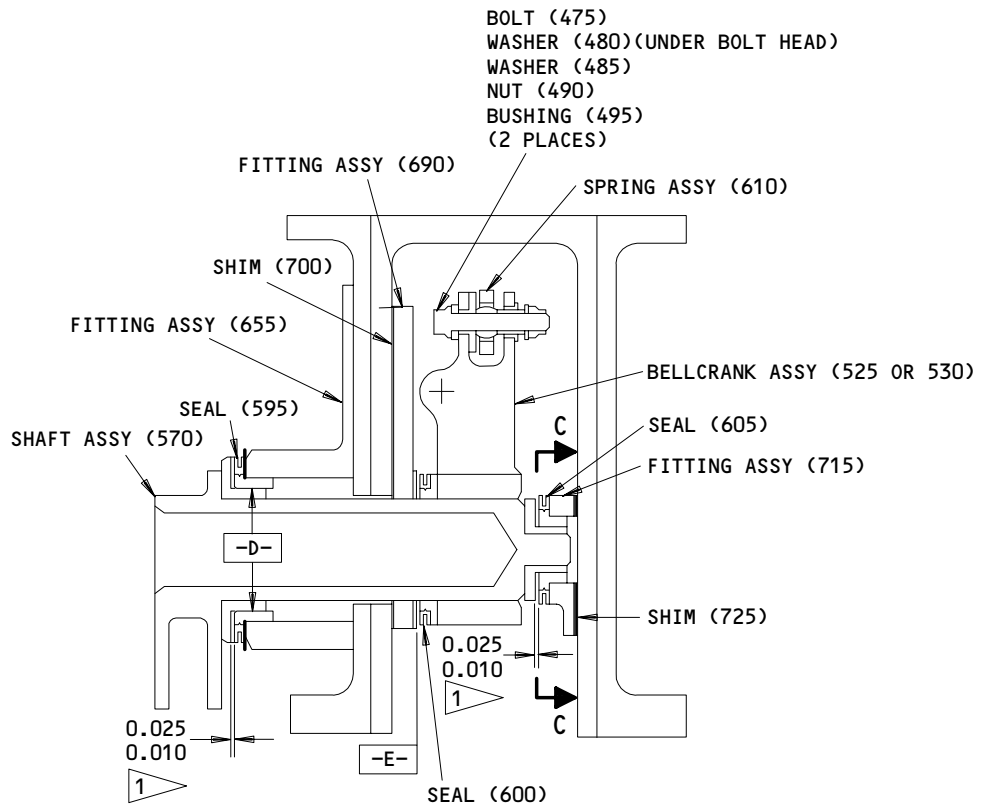 BOLT (475)
WASHER (480)(UNDER BOLT HEAD)
WASHER (485)
NUT (490)
BUSHING (495)
(2 PLACES)
FITTING ASSY (690)
SPRING ASSY (610)
SHIM (700)
FITTING ASSY (655)
BELLCRANK ASSY (525 OR 530)
SEAL (595)
C
SEAL (605)
SHAFT ASSY (570)
FITTING ASSY (715)
-D-
SHIM (725)
0.025
0.010
1
C
0.025
0.010
1
-E-
SEAL (600)